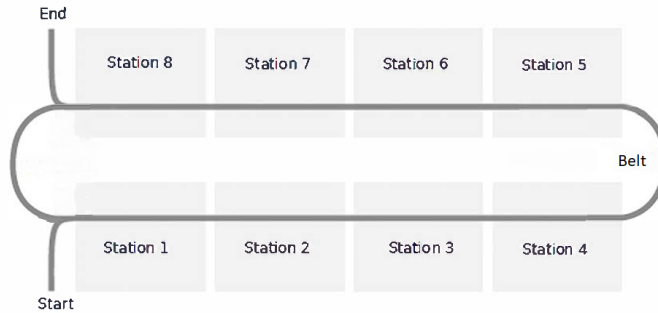 End
Station 8
Station 7
Station 6
Station 5
Belt
Station 1
Station 2
Station 3
Station 4
Start